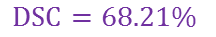 DSC = 68.21%